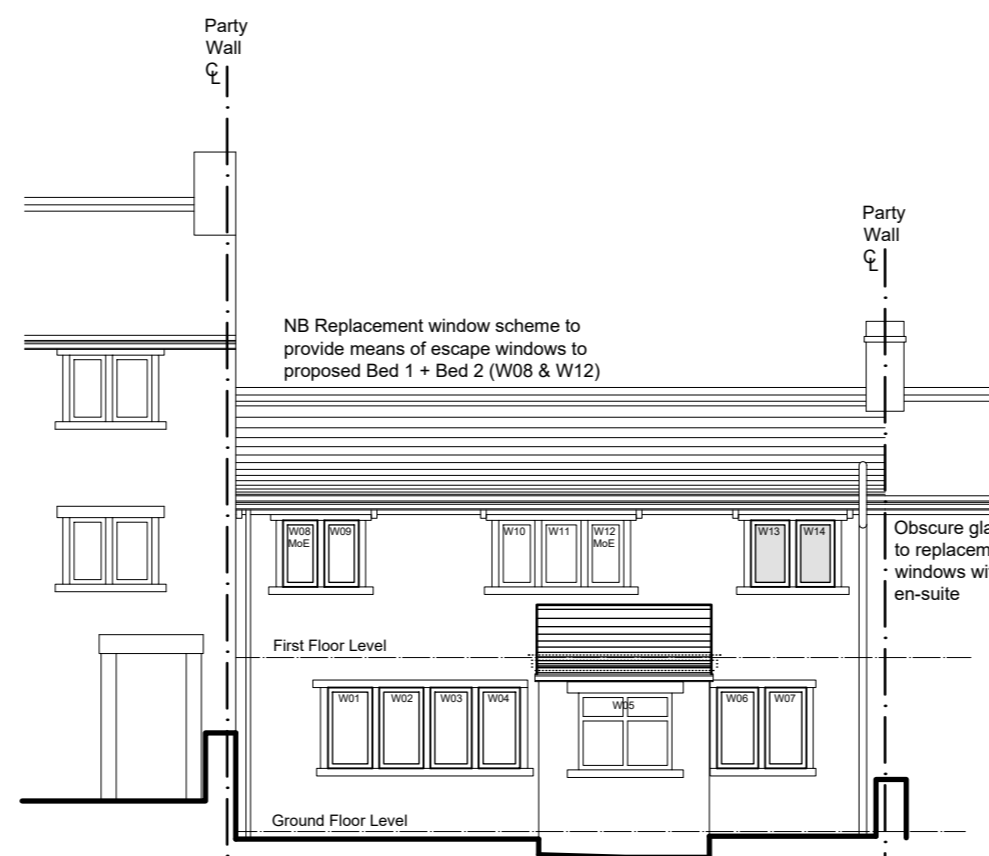 Party
Wall
℄
Party
Wall
℄
NB Replacement window scheme to
provide means of escape windows to
proposed Bed 1 + Bed 2 (W08 & W12)
W08
MoE
W09
W10
W11
W12
MoE
W13
W14
Obscure gla
to replacem
windows wi
en-suite
First Floor Level
W01
W02
W03
W04
W05
W06
W07
Ground Floor Level